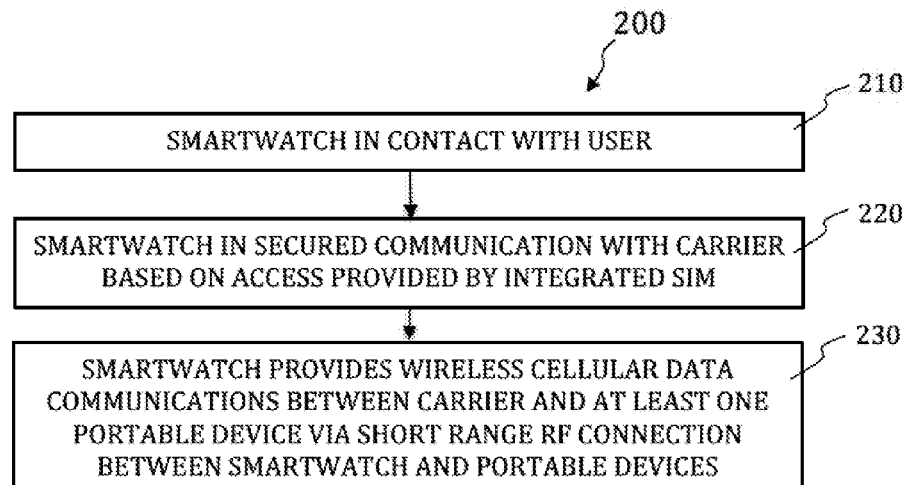 200
210
SMARTWATCH IN CONTACT WITH USER
220
SMARTWATCH IN SECURED COMMUNICATION WITH CARRIER
BASED ON ACCESS PROVIDED BY INTEGRATED SIM
230
SMARTWATCH PROVIDES WIRELESS CELLULAR DATA
COMMUNICATIONS BETWEEN CARRIER AND AT LEAST ONE
PORTABLE DEVICE VIA SHORT RANGE RF CONNECTION
BETWEEN SMARTWATCH AND PORTABLE DEVICES